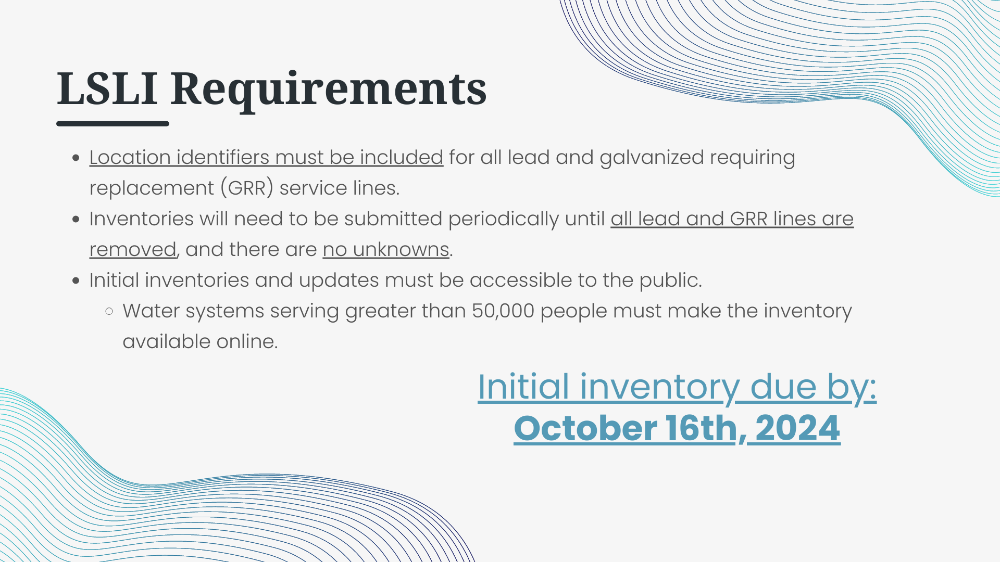 LSLI Requirements
• Location identifiers must be included for all lead and galvanized requiring
replacement (GRR) service lines.
• Inventories will need to be submitted periodically until all lead and GRR lines are
removed, and there are no unknowns.
• Initial inventories and updates must be accessible to the public.
○ Water systems serving greater than 50,000 people must make the inventory
available online.
Initial inventory due by:
October 16th, 2024